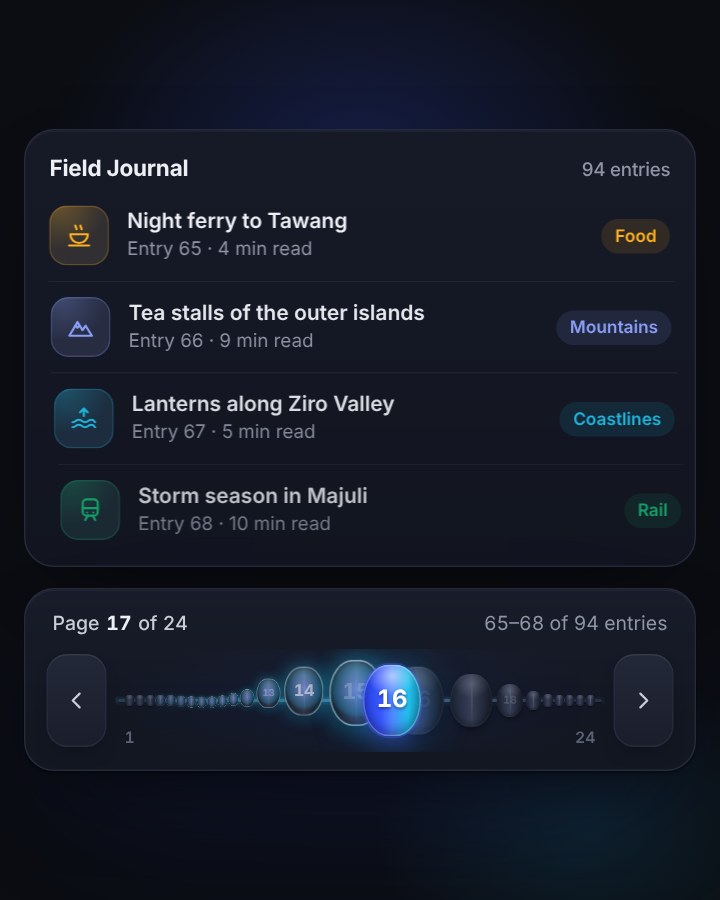 Field Journal
94 entries
Night ferry to Tawang
Entry 65 · 4 min read
Food
Tea stalls of the outer islands
Entry 66 · 9 min read
Mountains
Lanterns along Ziro Valley
Entry 67 · 5 min read
Coastlines
Storm season in Majuli
Entry 68 · 10 min read
Rail
Page 17 of 24
65–68 of 94 entries
13 14 15 16
1
24